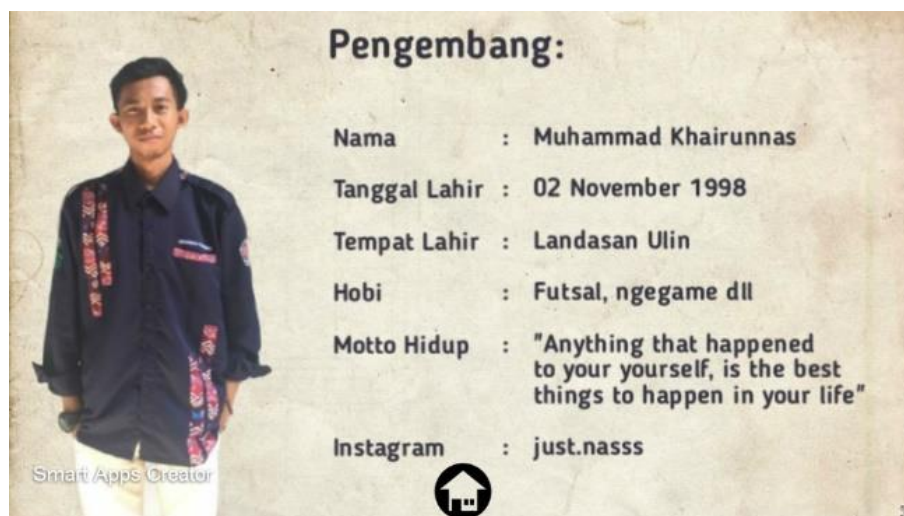 Pengembang:
Nama : Muhammad Khairunnas
Tanggal Lahir : 02 November 1998
Tempat Lahir : Landasan Ulin
Hobi : Futsal, ngegame dll
Motto Hidup : "Anything that happened
to your yourself, is the best
things to happen in your life"
Instagram : just.nasss
Smart Apps Creator